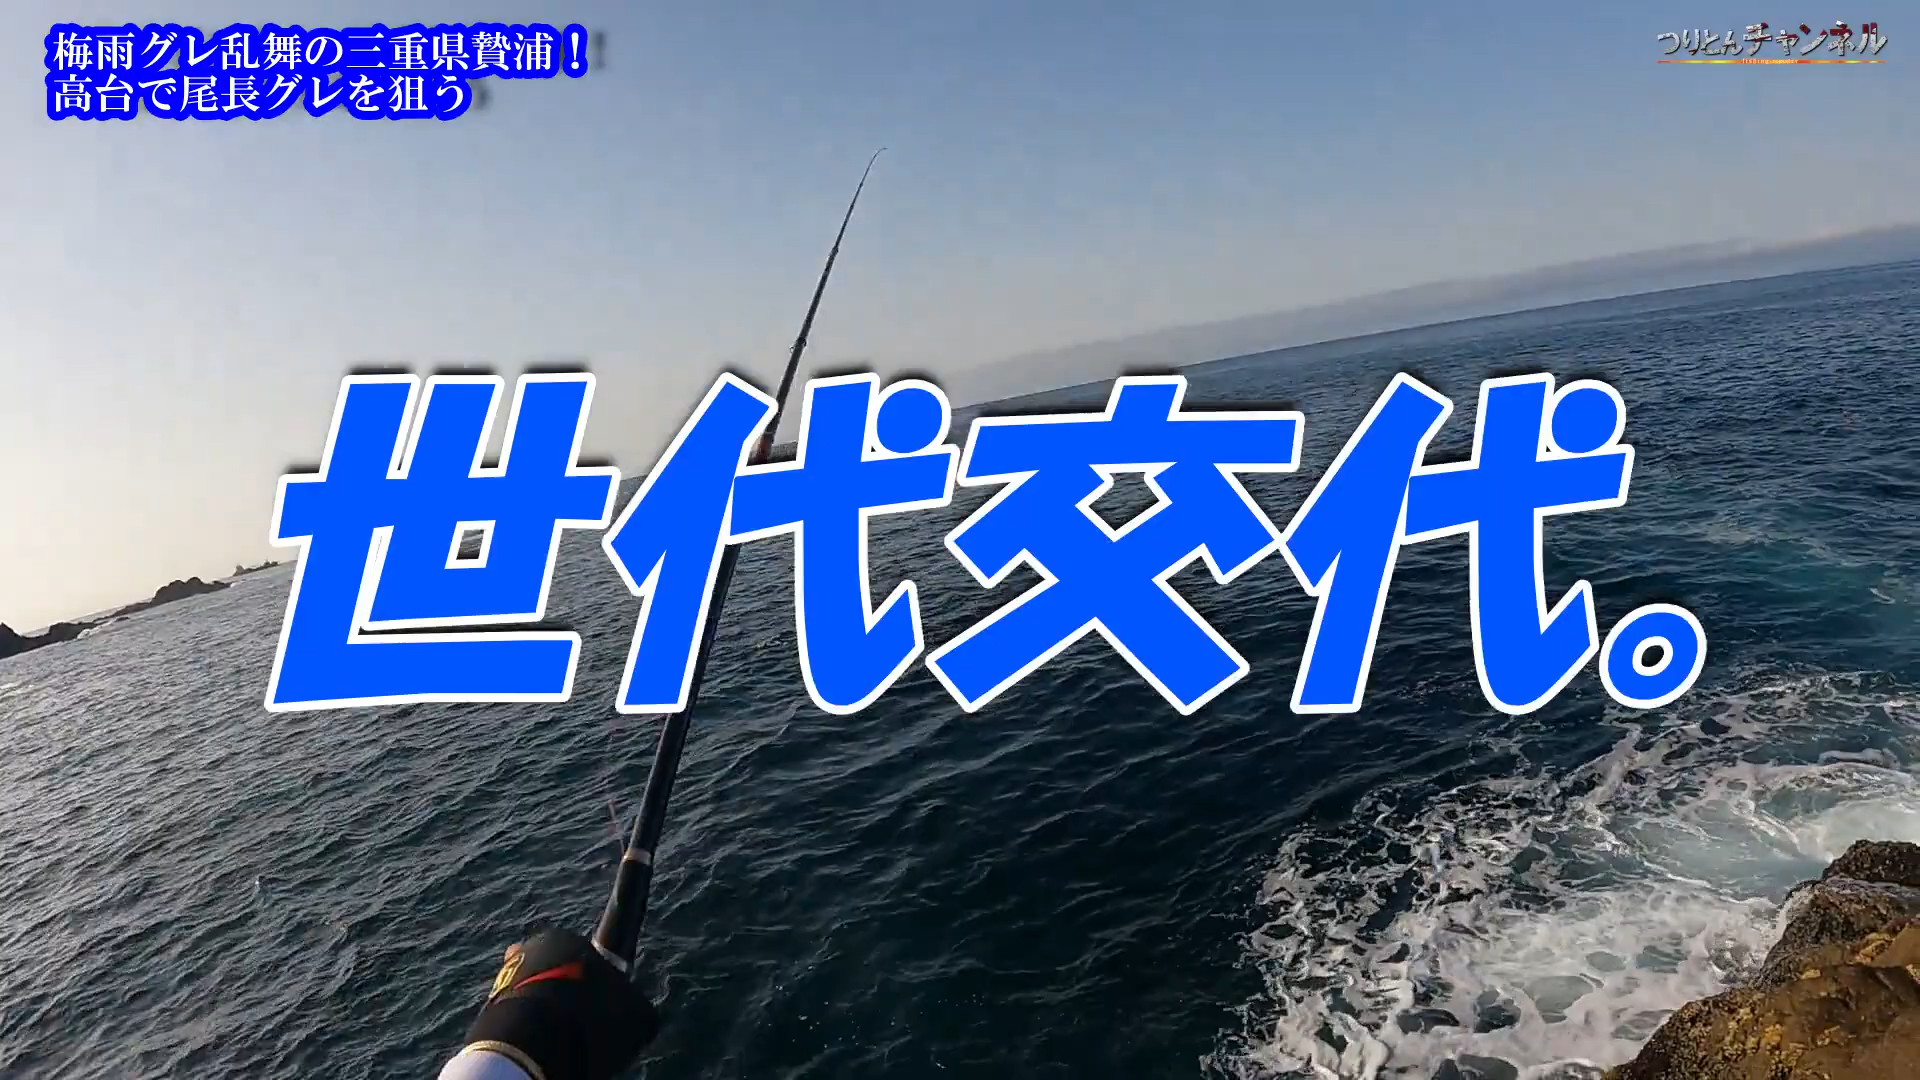 梅雨グレ乱舞の三重県贄浦！
高台で尾長グレを狙う
つりとんチャンネル
世代交代。